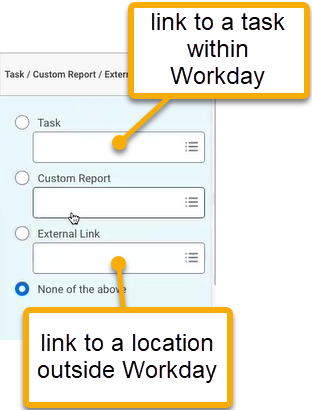 link to a task
within
Workday
Task / Custom Report / Exter
Task
Custom Report
External Link
None of the above
link to a location
outside Workday